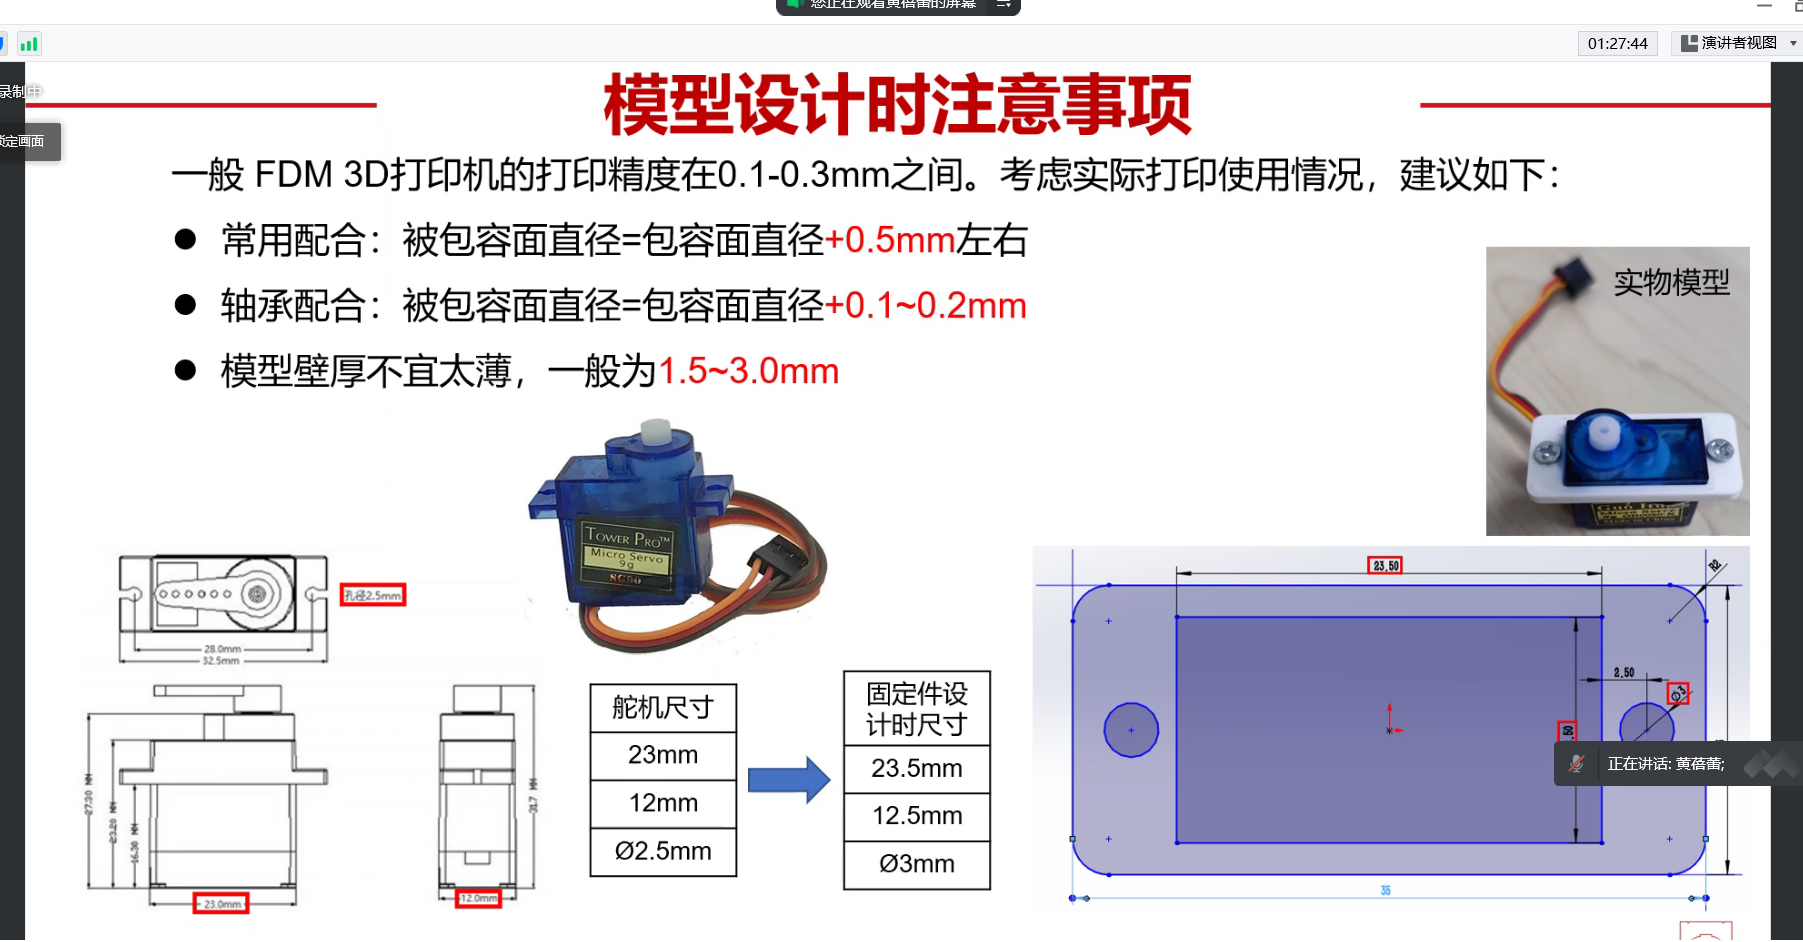 您正在观看黄蓓蕾的屏幕
01:27:44
演讲者视图
录制中
锁定画面
模型设计时注意事项
一般 FDM 3D打印机的打印精度在0.1-0.3mm之间。考虑实际打印使用情况，建议如下：
● 常用配合：被包容面直径=包容面直径+0.5mm左右
● 轴承配合：被包容面直径=包容面直径+0.1~0.2mm
● 模型壁厚不宜太薄，一般为1.5~3.0mm
实物模型
TOWER PRO™
Micro Servo
9g
SG90
孔径2.5mm
28.0mm
32.5mm
27.30 MM
23.20 MM
16.30 MM
23.0mm
31.7 MM
12.0mm
舵机尺寸
23mm
12mm
Ø2.5mm
固定件设
计时尺寸
23.5mm
12.5mm
Ø3mm
23.50
R2
2.50
Ø3
.50
35
正在讲话: 黄蓓蕾;